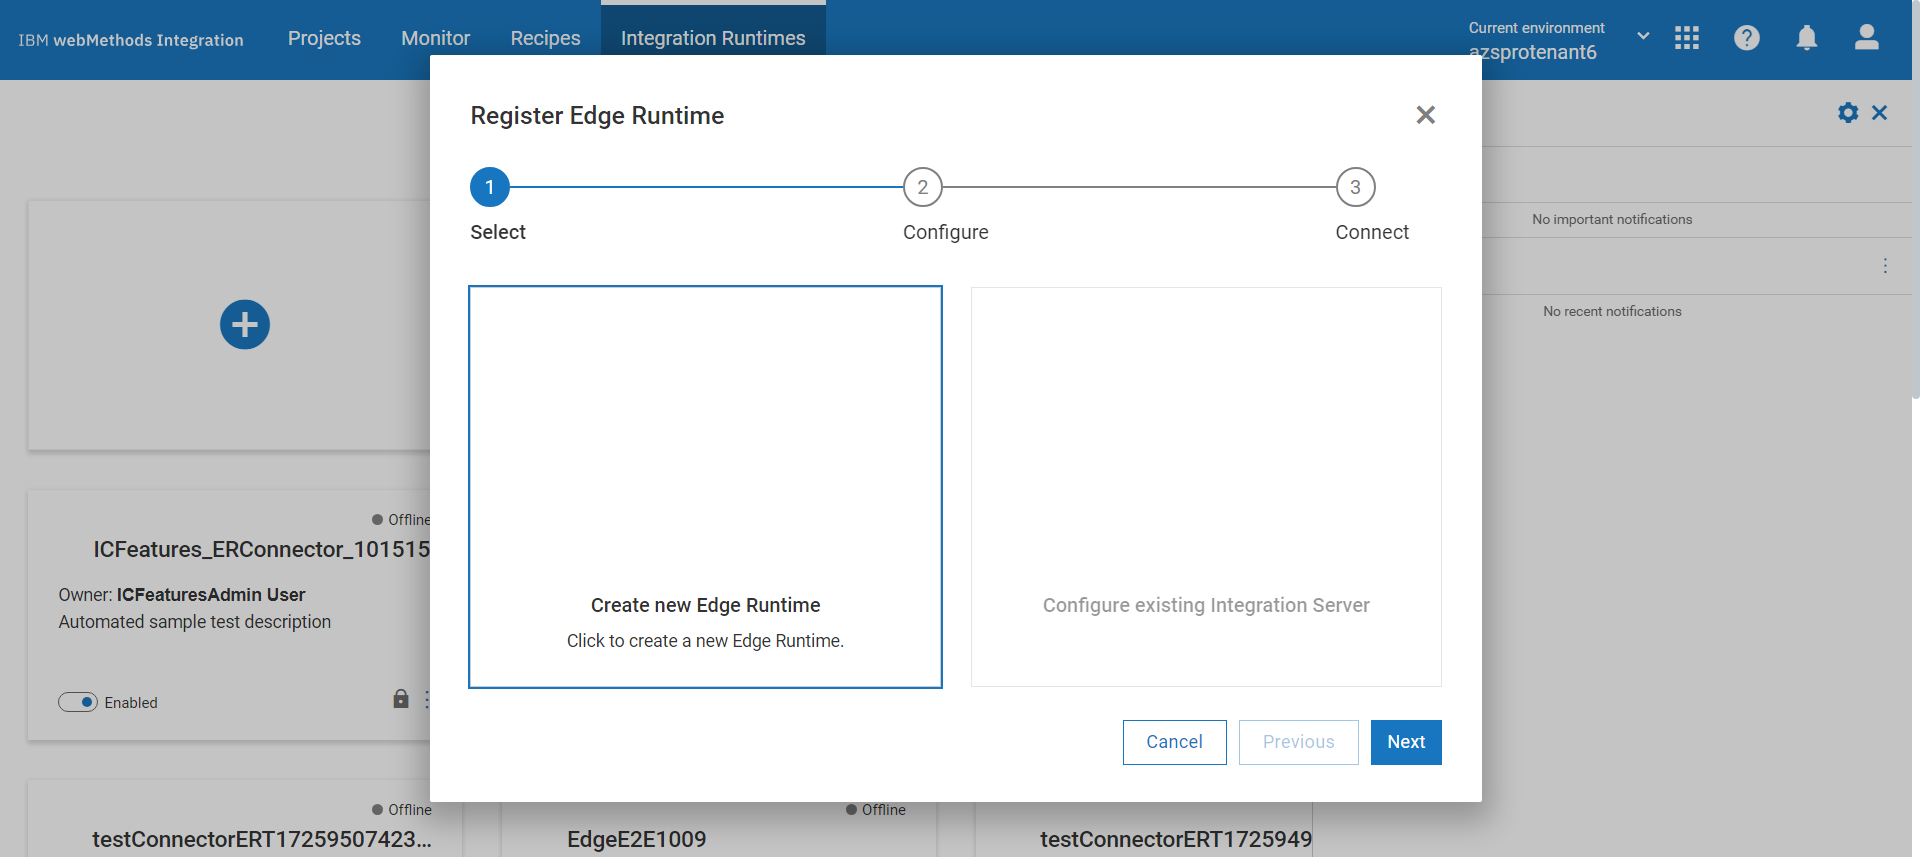 IBM webMethods Integration
Projects
Monitor
Recipes
Integration Runtimes
Current environment
azsprotenant6
Register Edge Runtime
1
2
3
Select
Configure
Connect
No important notifications
No recent notifications
Create new Edge Runtime
Click to create a new Edge Runtime.
Configure existing Integration Server
Cancel
Previous
Next
Offline
ICFeatures_ERConnector_101515
Owner: ICFeaturesAdmin User
Automated sample test description
Enabled
Offline
testConnectorERT17259507423...
Offline
EdgeE2E1009
testConnectorERT1725949